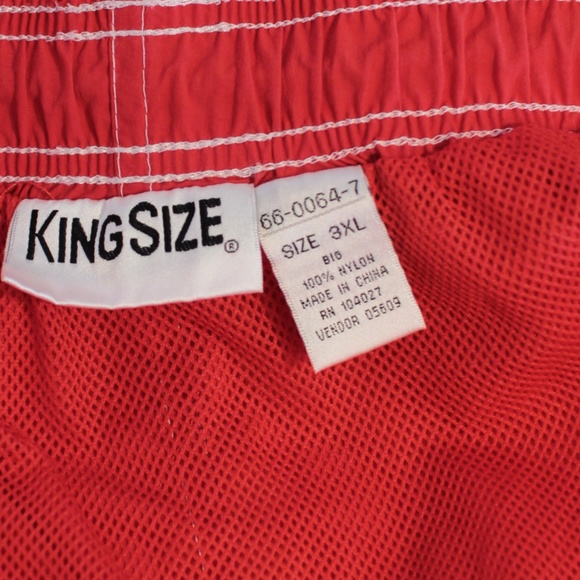 KINGSIZE®
66-0064-7
SIZE 3XL
BIG
100% NYLON
MADE IN CHINA
RN 104027
VENDOR 05609